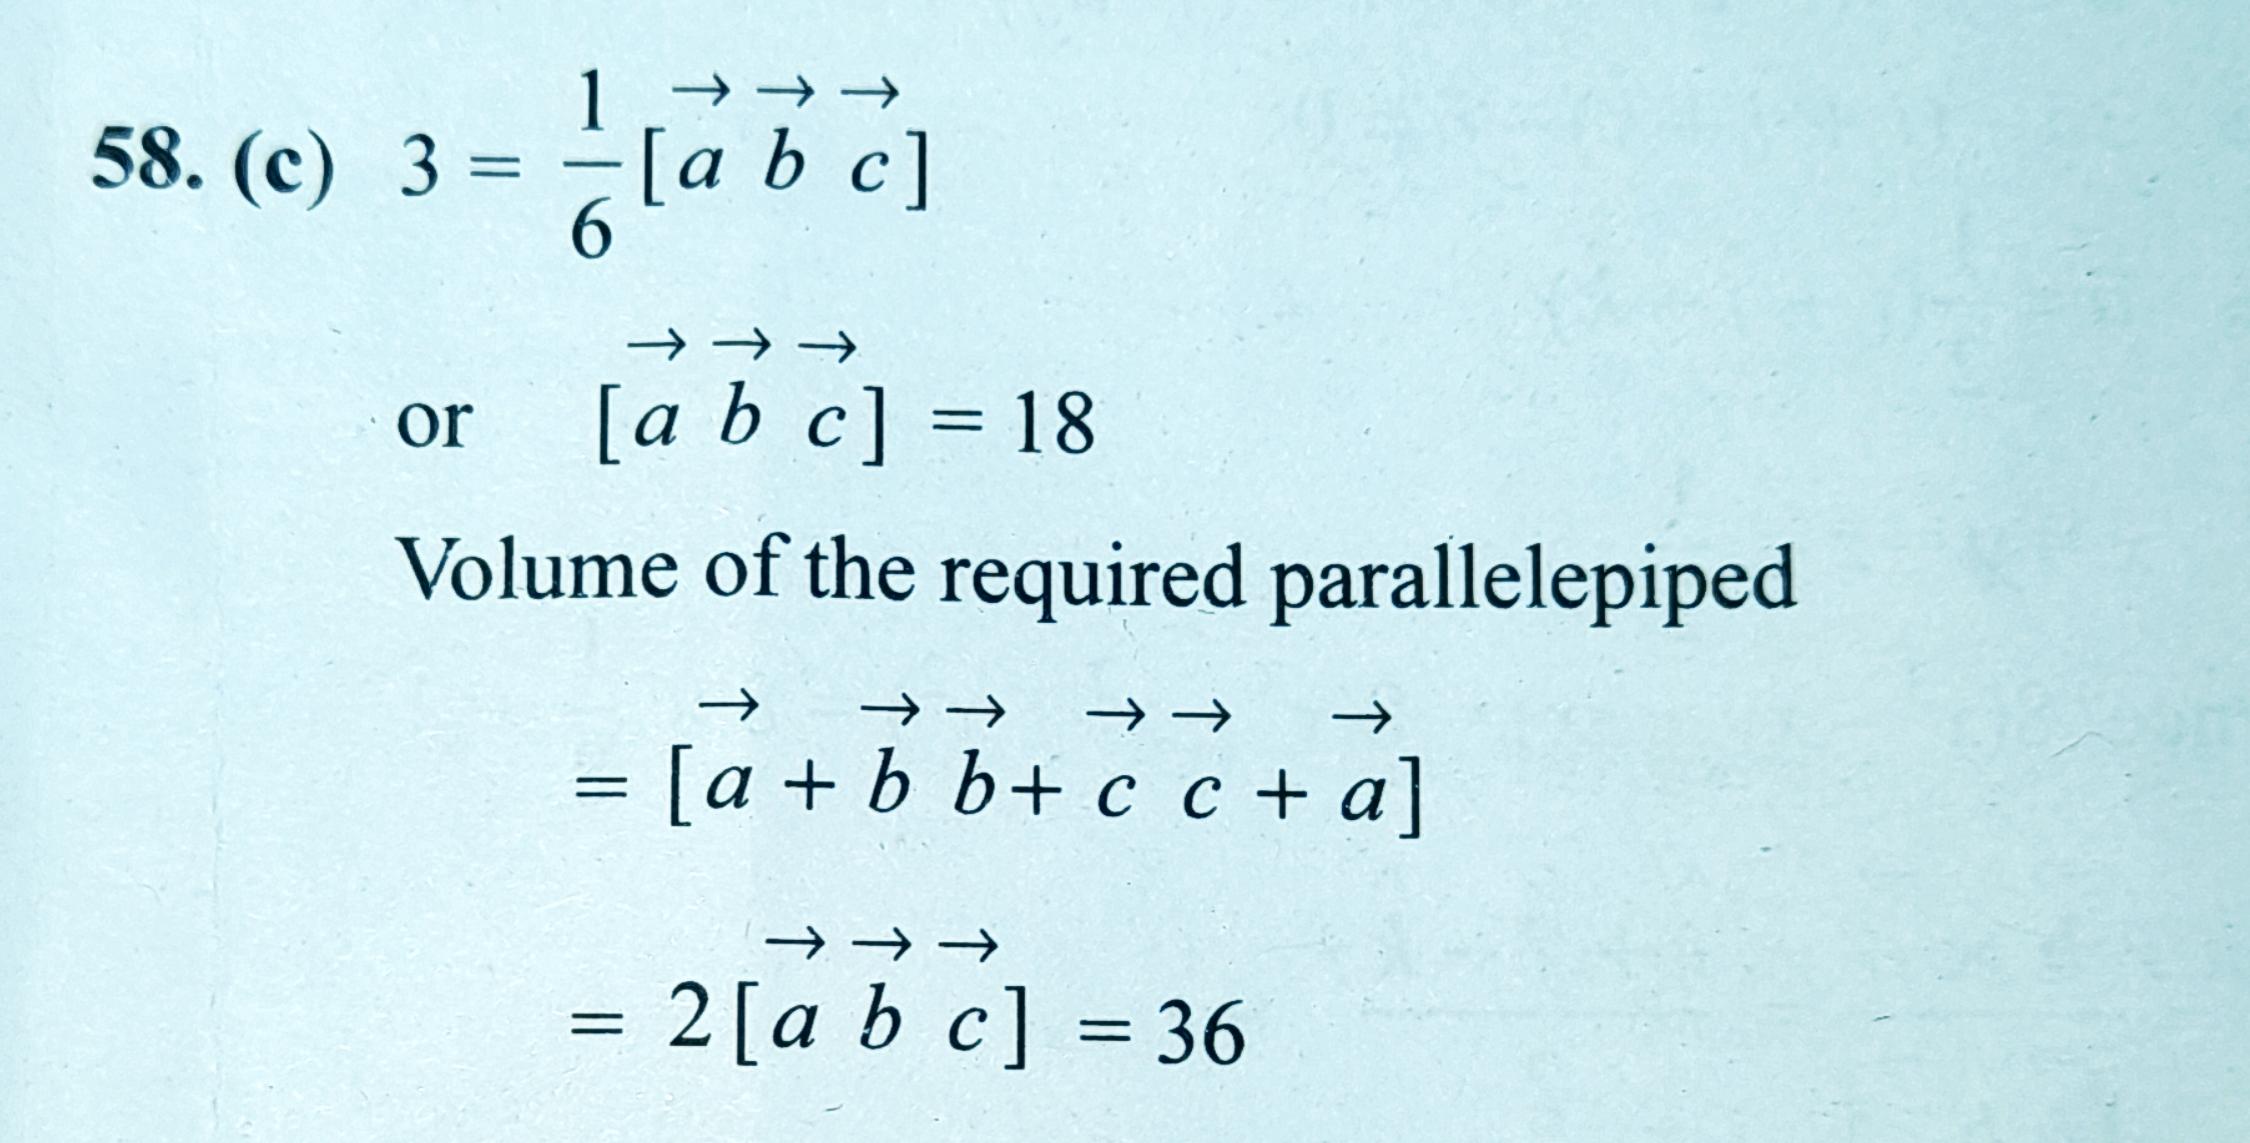 58. (c) 3 = \frac{1}{6}[\vec{a} \vec{b} \vec{c}]
or [\vec{a} \vec{b} \vec{c}] = 18
Volume of the required parallelepiped
= [\vec{a} + \vec{b} \vec{b} + \vec{c} \vec{c} + \vec{a}]
= 2[\vec{a} \vec{b} \vec{c}] = 36